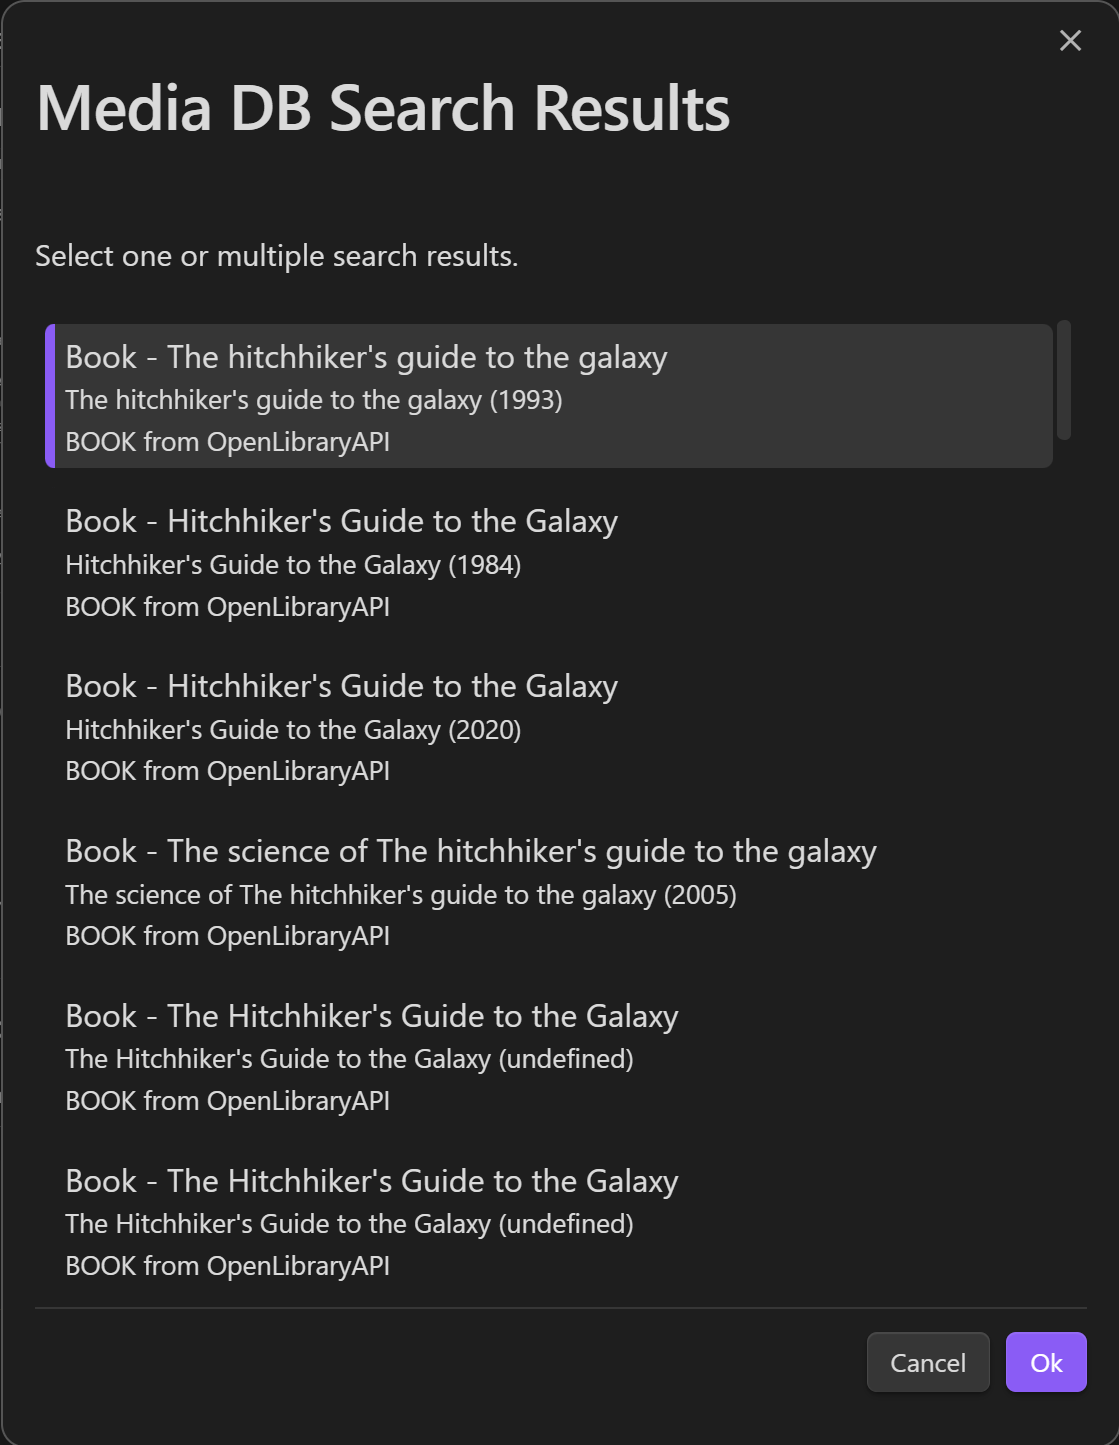 Media DB Search Results
Select one or multiple search results.
Book - The hitchhiker's guide to the galaxy
The hitchhiker's guide to the galaxy (1993)
BOOK from OpenLibraryAPI
Book - Hitchhiker's Guide to the Galaxy
Hitchhiker's Guide to the Galaxy (1984)
BOOK from OpenLibraryAPI
Book - Hitchhiker's Guide to the Galaxy
Hitchhiker's Guide to the Galaxy (2020)
BOOK from OpenLibraryAPI
Book - The science of The hitchhiker's guide to the galaxy
The science of The hitchhiker's guide to the galaxy (2005)
BOOK from OpenLibraryAPI
Book - The Hitchhiker's Guide to the Galaxy
The Hitchhiker's Guide to the Galaxy (undefined)
BOOK from OpenLibraryAPI
Book - The Hitchhiker's Guide to the Galaxy
The Hitchhiker's Guide to the Galaxy (undefined)
BOOK from OpenLibraryAPI
Cancel Ok